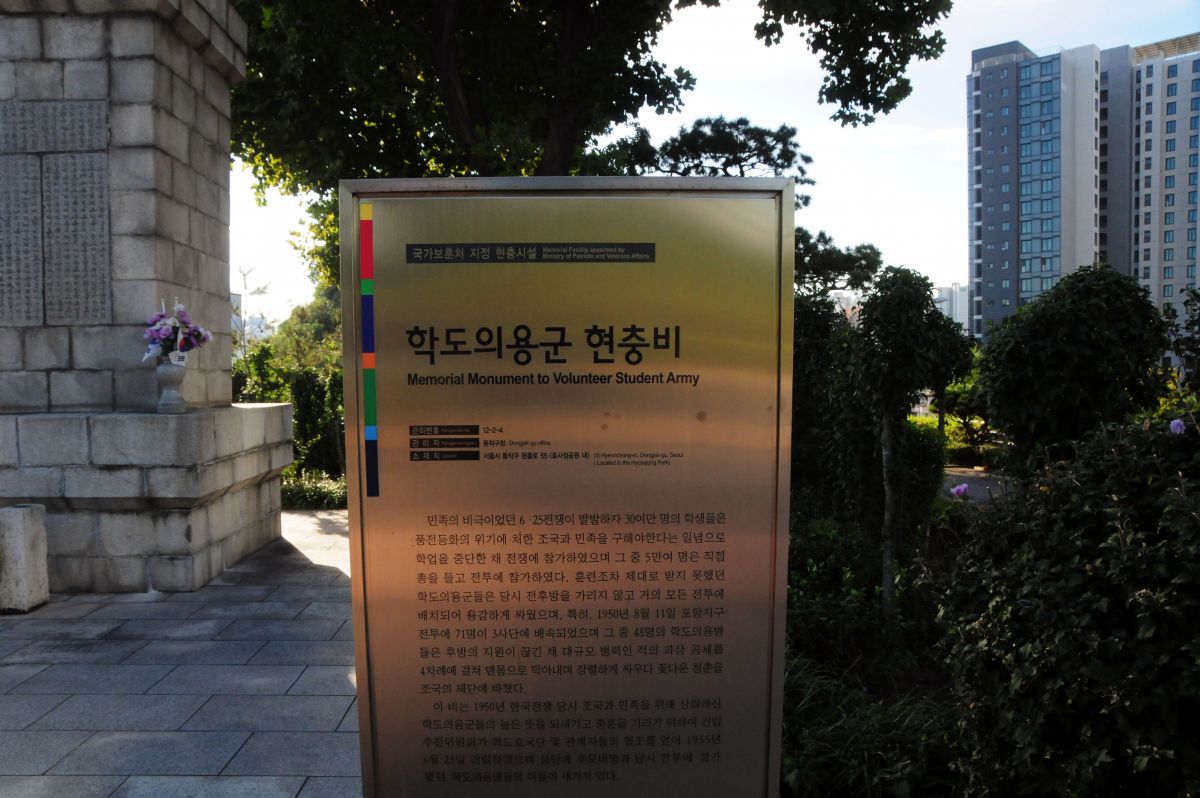 국가보훈처 지정 현충시설 Memorial Facility appointed by
Ministry of Patriots and Veterans Affairs
학도의용군 현충비
Memorial Monument to Volunteer Student Army
관리번호 Management No. 12-2-4
관 리 자 Management Agency 동작구청 Dongjak-gu office
소 재 지 Location 서울시 동작구 현충로 55 (효사정공원 내) 55 Hyeonchung-ro, Dongjak-gu, Seoul
( Located in the Hyosajung Park)
민족의 비극이었던 6·25전쟁이 발발하자 30여만 명의 학생들은
풍전등화의 위기에 처한 조국과 민족을 구해야한다는 일념으로
학업을 중단한 채 전쟁에 참가하였으며 그 중 5만여 명은 직접
총을 들고 전투에 참가하였다. 훈련조차 제대로 받지 못했던
학도의용군들은 당시 전후방을 가리지 않고 거의 모든 전투에
배치되어 용감하게 싸웠으며, 특히, 1950년 8월 11일 포항지구
전투에 71명이 3사단에 배속되었으며 그 중 48명의 학도의용병
들은 후방의 지원이 끊긴 채 대규모 병력인 적의 파상 공세를
4차례에 걸쳐 맨몸으로 막아내며 장렬하게 싸우다 꽃다운 청춘을
조국의 제단에 바쳤다.
이 비는 1950년 한국전쟁 당시 조국과 민족을 위해 산화하신
학도의용군들의 높은 뜻을 되새기고 충훈을 기리기 위하여 건립
추진위원회가 학도호국단 및 관계자들의 협조를 얻어 1955년
6월 25일 건립하였으며 상단에 추모비명과 당시 전투에 참가
했던 학도의용병들의 이름이 새겨져 있다.